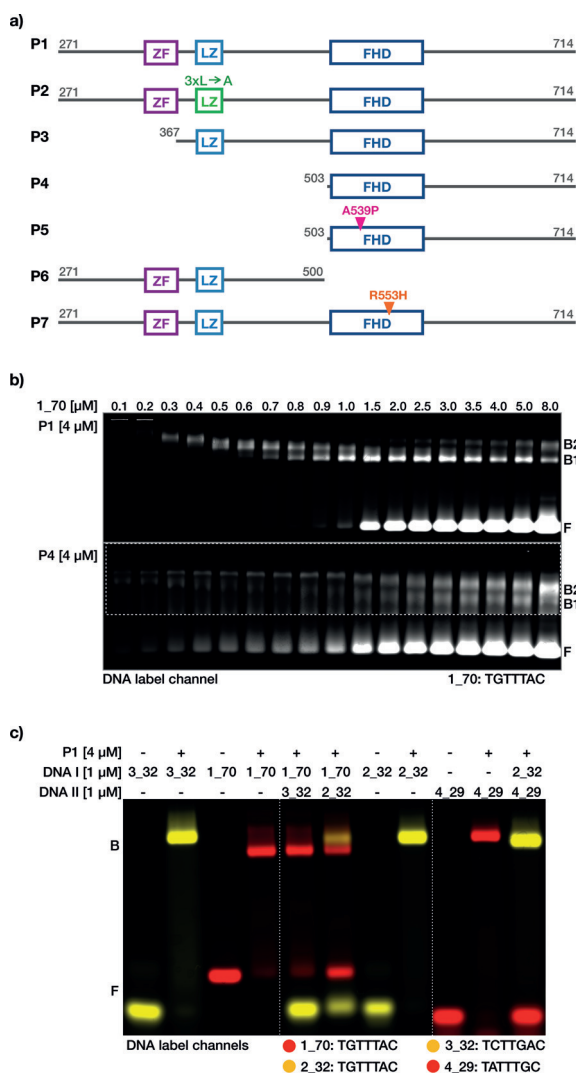 a)
P1 271 ZF LZ FHD 714
3xL→A
P2 271 ZF LZ FHD 714
P3 367 LZ FHD 714
P4 503 FHD 714
A539P
P5 503 FHD 714
P6 271 ZF LZ 500
R553H
P7 271 ZF LZ FHD 714
b)
1_70 [µM] 0.1 0.2 0.3 0.4 0.5 0.6 0.7 0.8 0.9 1.0 1.5 2.0 2.5 3.0 3.5 4.0 5.0 8.0
P1 [4 µM]
B2
B1
F
P4 [4 µM]
B2
B1
F
DNA label channel 1_70: TGTTTAC
c)
P1 [4 µM] - + - + + + - + - + +
DNA I [1 µM] 3_32 3_32 1_70 1_70 1_70 1_70 2_32 2_32 - - 2_32
DNA II [1 µM] - - - - 3_32 2_32 - - 4_29 4_29 4_29
B
F
DNA label channels 1_70: TGTTTAC 3_32: TCTTGAC
2_32: TGTTTAC 4_29: TATTTGC